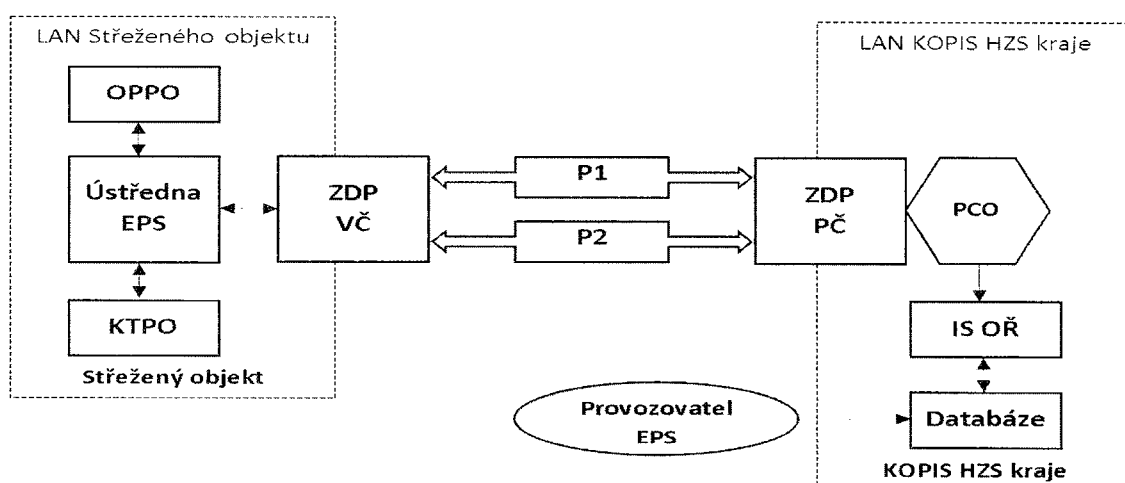 LAN Střeženého objektu
OPPO
Ústředna
EPS
KTPO
Střežený objekt
ZDP
VČ
P1
P2
LAN KOPIS HZS kraje
ZDP
PČ
PCO
IS OŘ
Databáze
KOPIS HZS kraje
Provozovatel
EPS